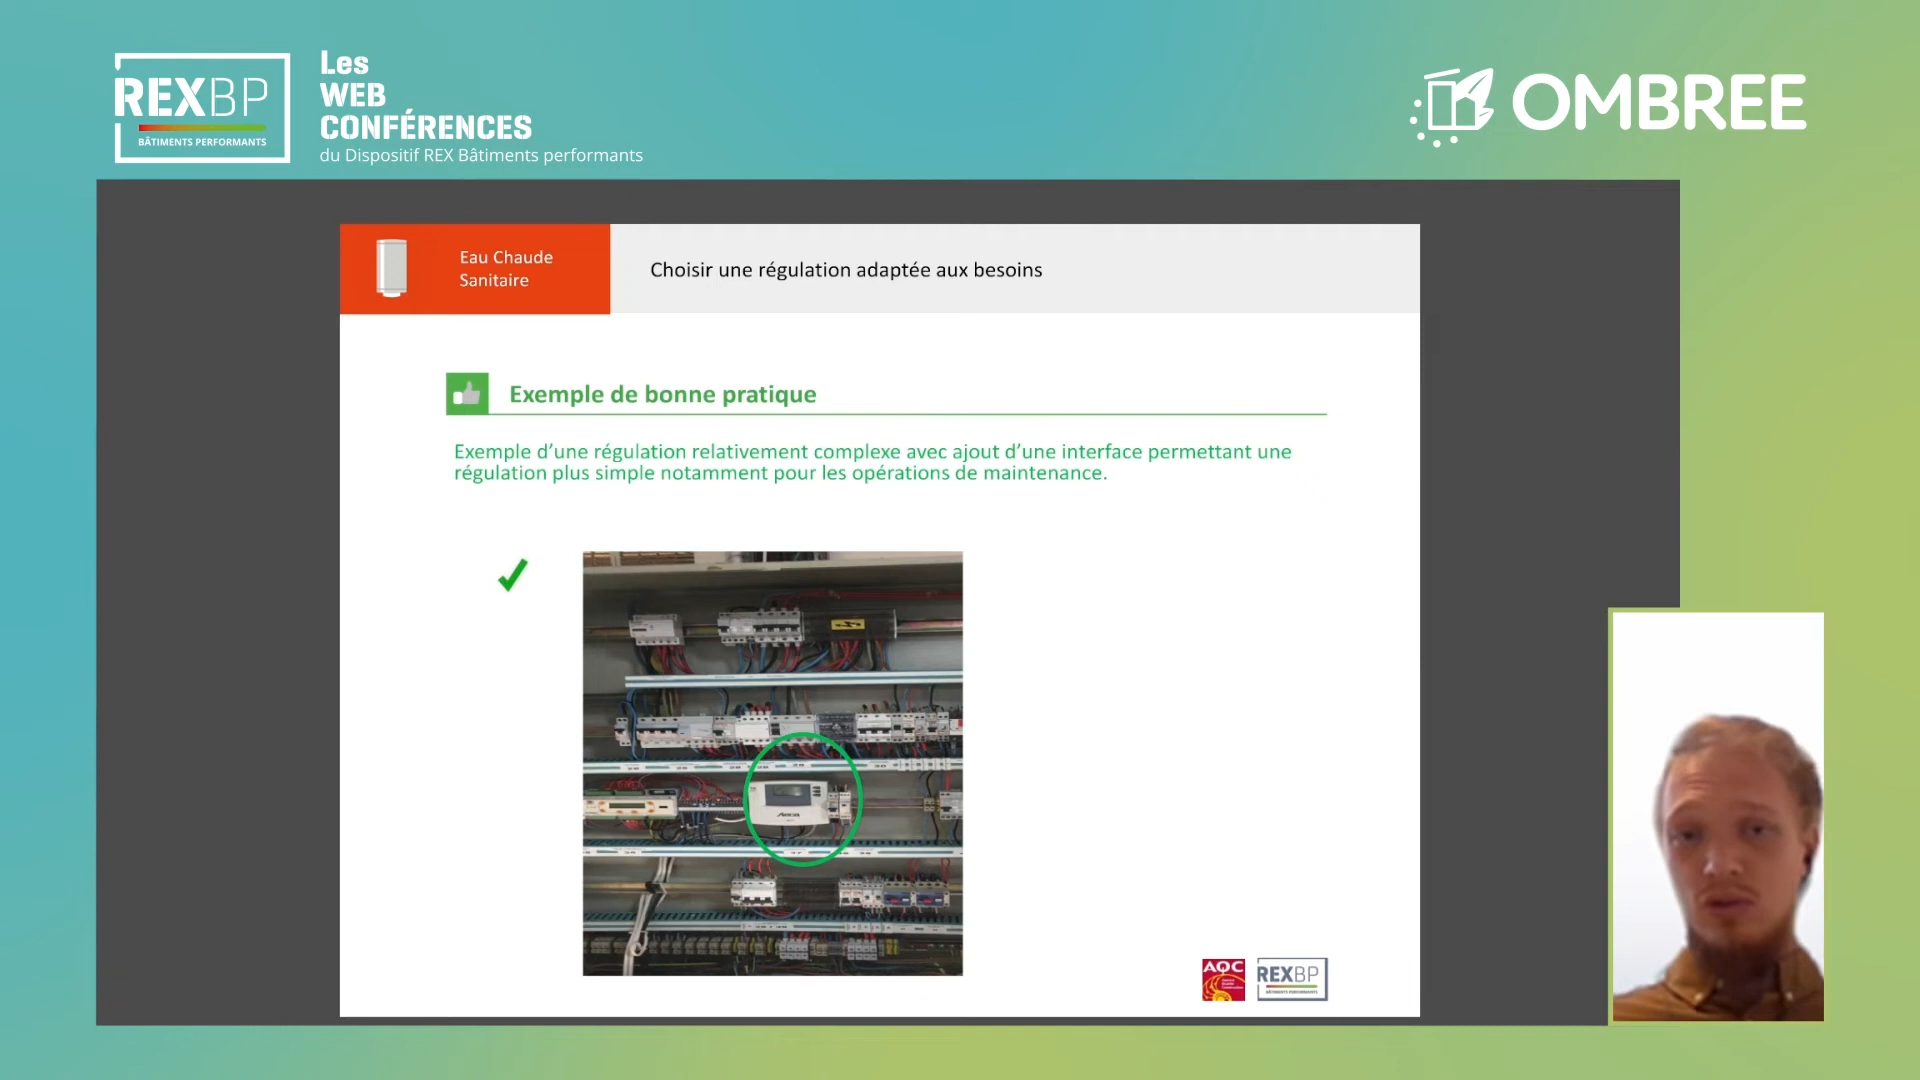 REXBP
BÂTIMENTS PERFORMANTS
Les
WEB
CONFÉRENCES
du Dispositif REX Bâtiments performants
OMBREE
Eau Chaude
Sanitaire
Choisir une régulation adaptée aux besoins
Exemple de bonne pratique
Exemple d’une régulation relativement complexe avec ajout d’une interface permettant une
régulation plus simple notamment pour les opérations de maintenance.
AQC
REXBP
BÂTIMENTS PERFORMANTS